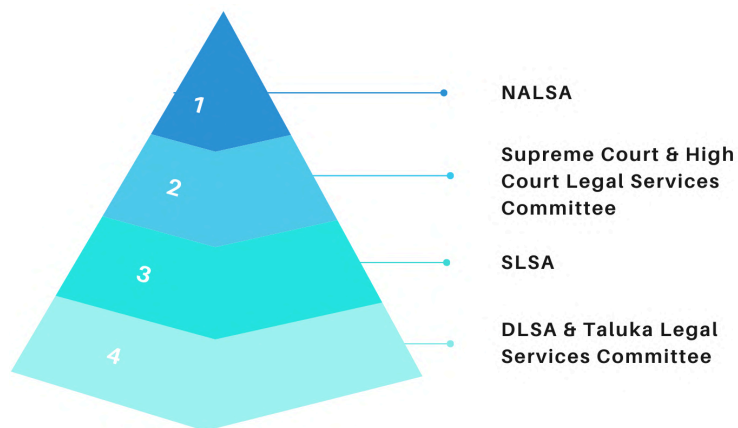 1
NALSA
2
Supreme Court & High
Court Legal Services
Committee
3
SLSA
4
DLSA & Taluka Legal
Services Committee